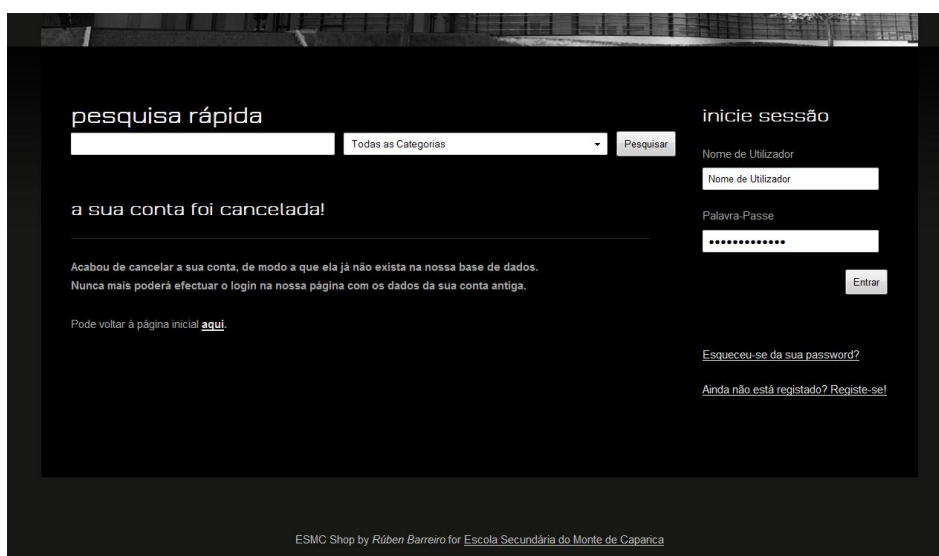 pesquisa rápida
Todas as Categorias
Pesquisar
a sua conta foi cancelada!
Acabou de cancelar a sua conta, de modo a que ela já não exista na nossa base de dados.
Nunca mais poderá efectuar o login na nossa página com os dados da sua conta antiga.
Pode voltar à página inicial aqui.
inicie sessão
Nome de Utilizador
Nome de Utilizador
Palavra-Passe
•••••••••••••
Entrar
Esqueceu-se da sua password?
Ainda não está registado? Registe-se!
ESMC Shop by Rúben Barreiro for Escola Secundária do Monte de Caparica